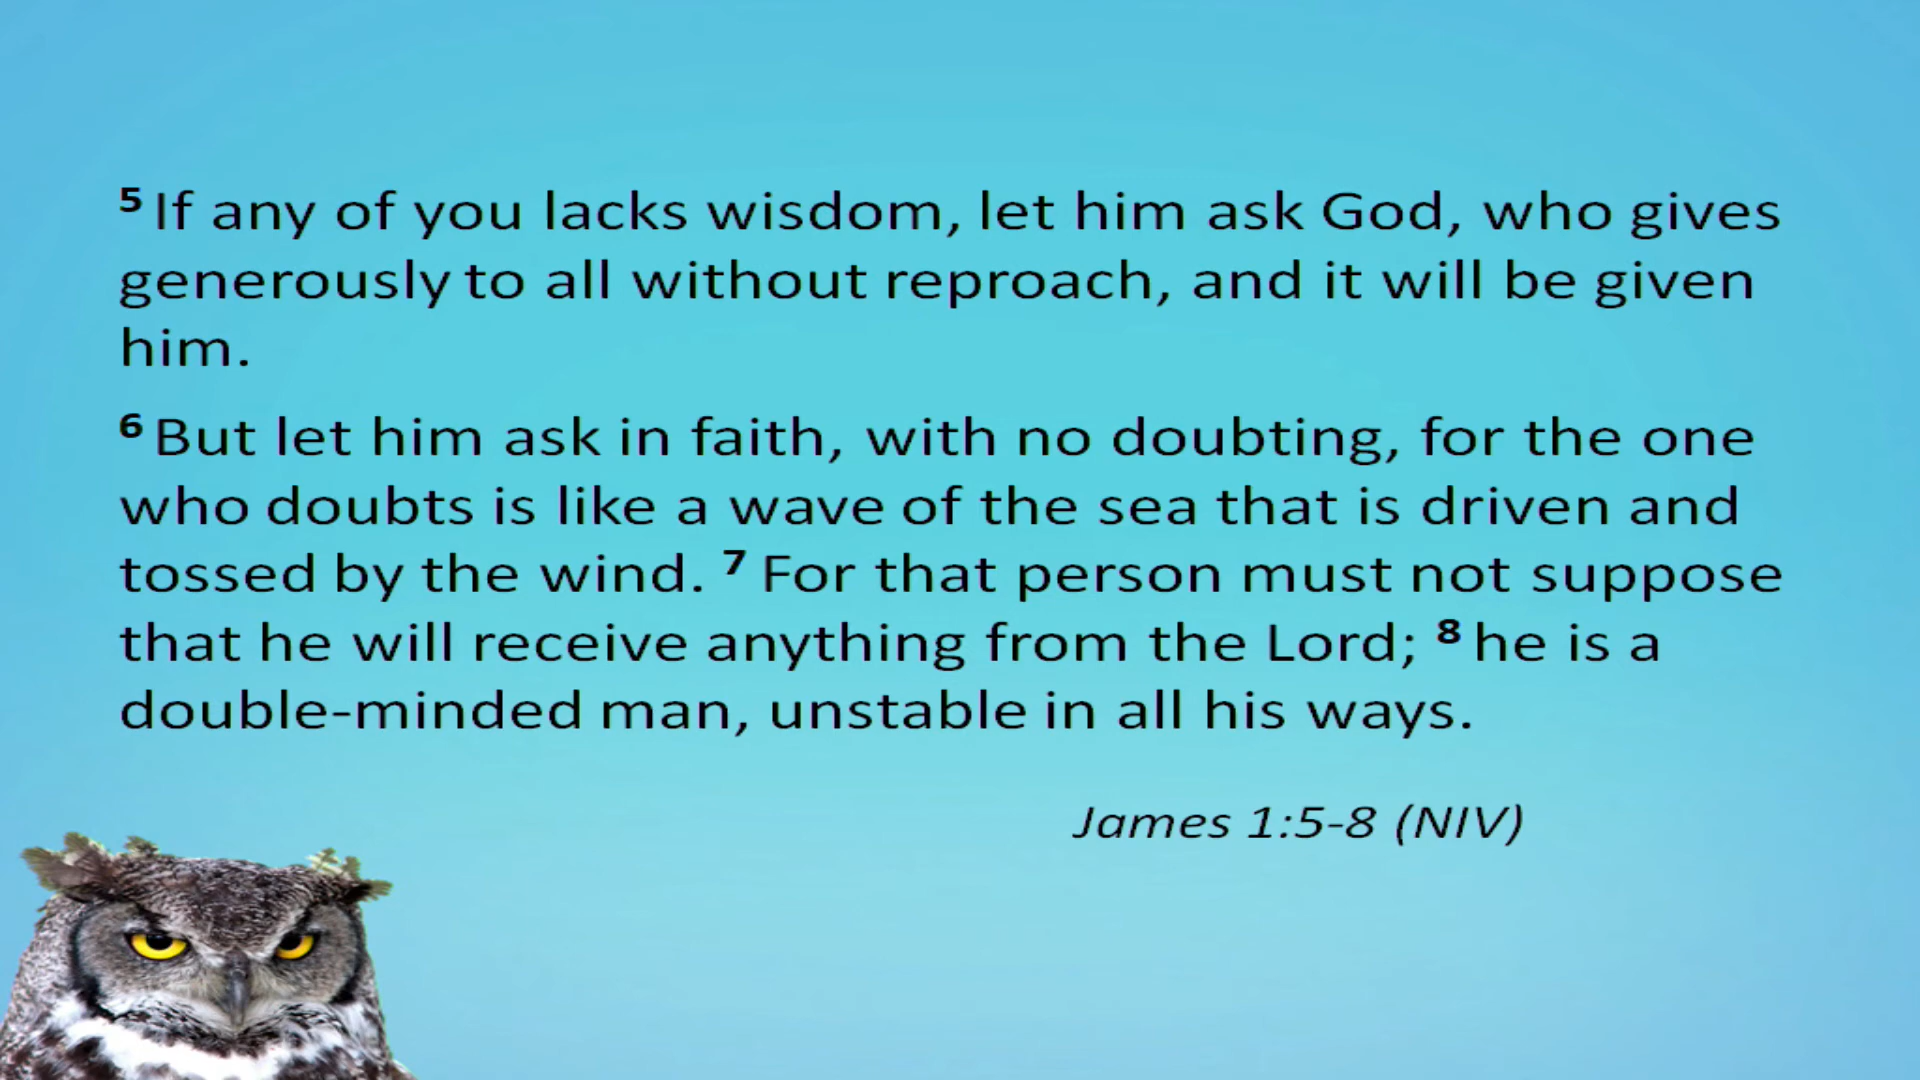 5 If any of you lacks wisdom, let him ask God, who gives
generously to all without reproach, and it will be given
him.
6 But let him ask in faith, with no doubting, for the one
who doubts is like a wave of the sea that is driven and
tossed by the wind. 7 For that person must not suppose
that he will receive anything from the Lord; 8 he is a
double-minded man, unstable in all his ways.
James 1:5-8 (NIV)